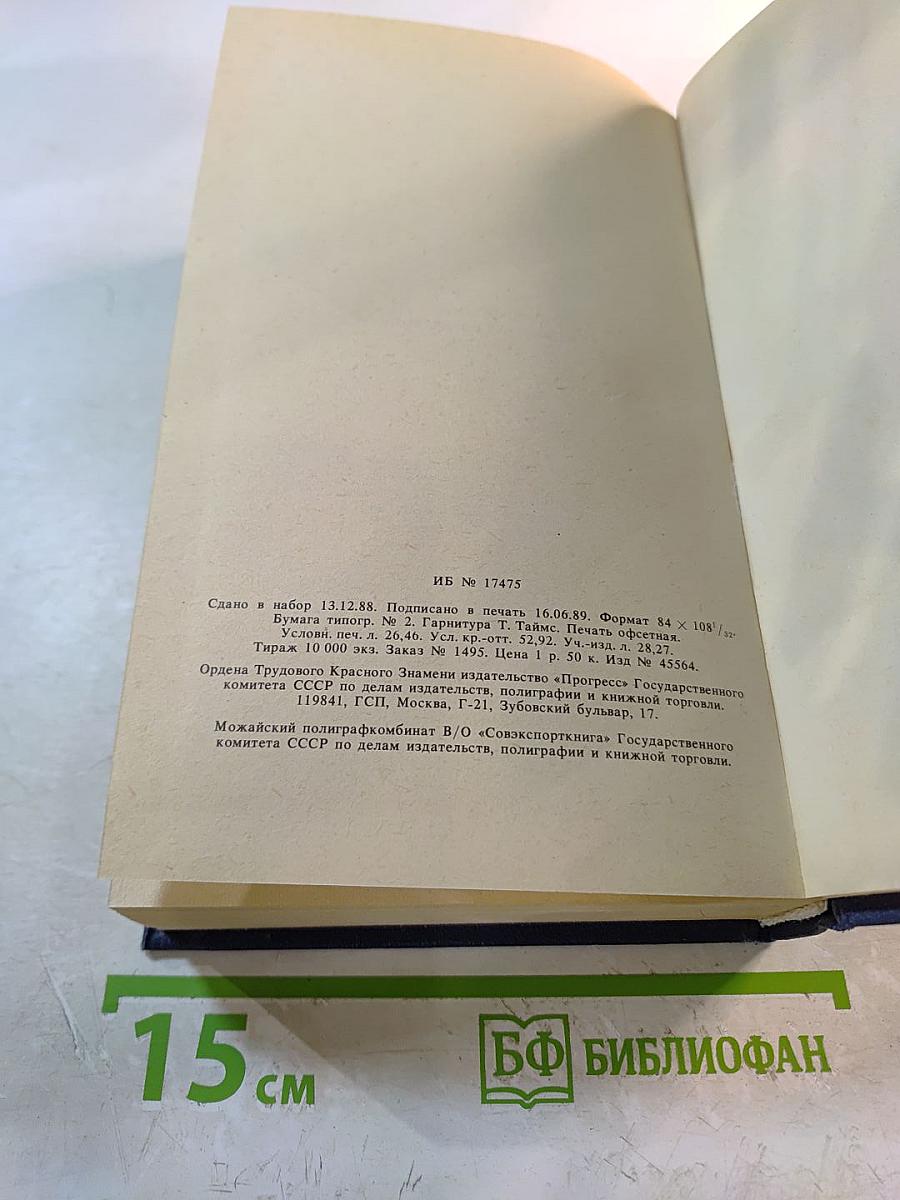 ИБ № 17475
Сдано в набор 13.12.88. Подписано в печать 16.06.89. Формат 84 × 108¹/₃₂.
Бумага типогр. № 2. Гарнитура Т. Таймс. Печать офсетная.
Условн. печ. л. 26,46. Усл. кр.-отт. 52,92. Уч.-изд. л. 28,27.
Тираж 10 000 экз. Заказ № 1495. Цена 1 р. 50 к. Изд № 45564.
Ордена Трудового Красного Знамени издательство «Прогресс» Государственного
комитета СССР по делам издательств, полиграфии и книжной торговли.
119841, ГСП, Москва, Г-21, Зубовский бульвар, 17.
Можайский полиграфкомбинат В/О «Совэкспорткнига» Государственного
комитета СССР по делам издательств, полиграфии и книжной торговли.
15 см
БФ БИБЛИОФАН